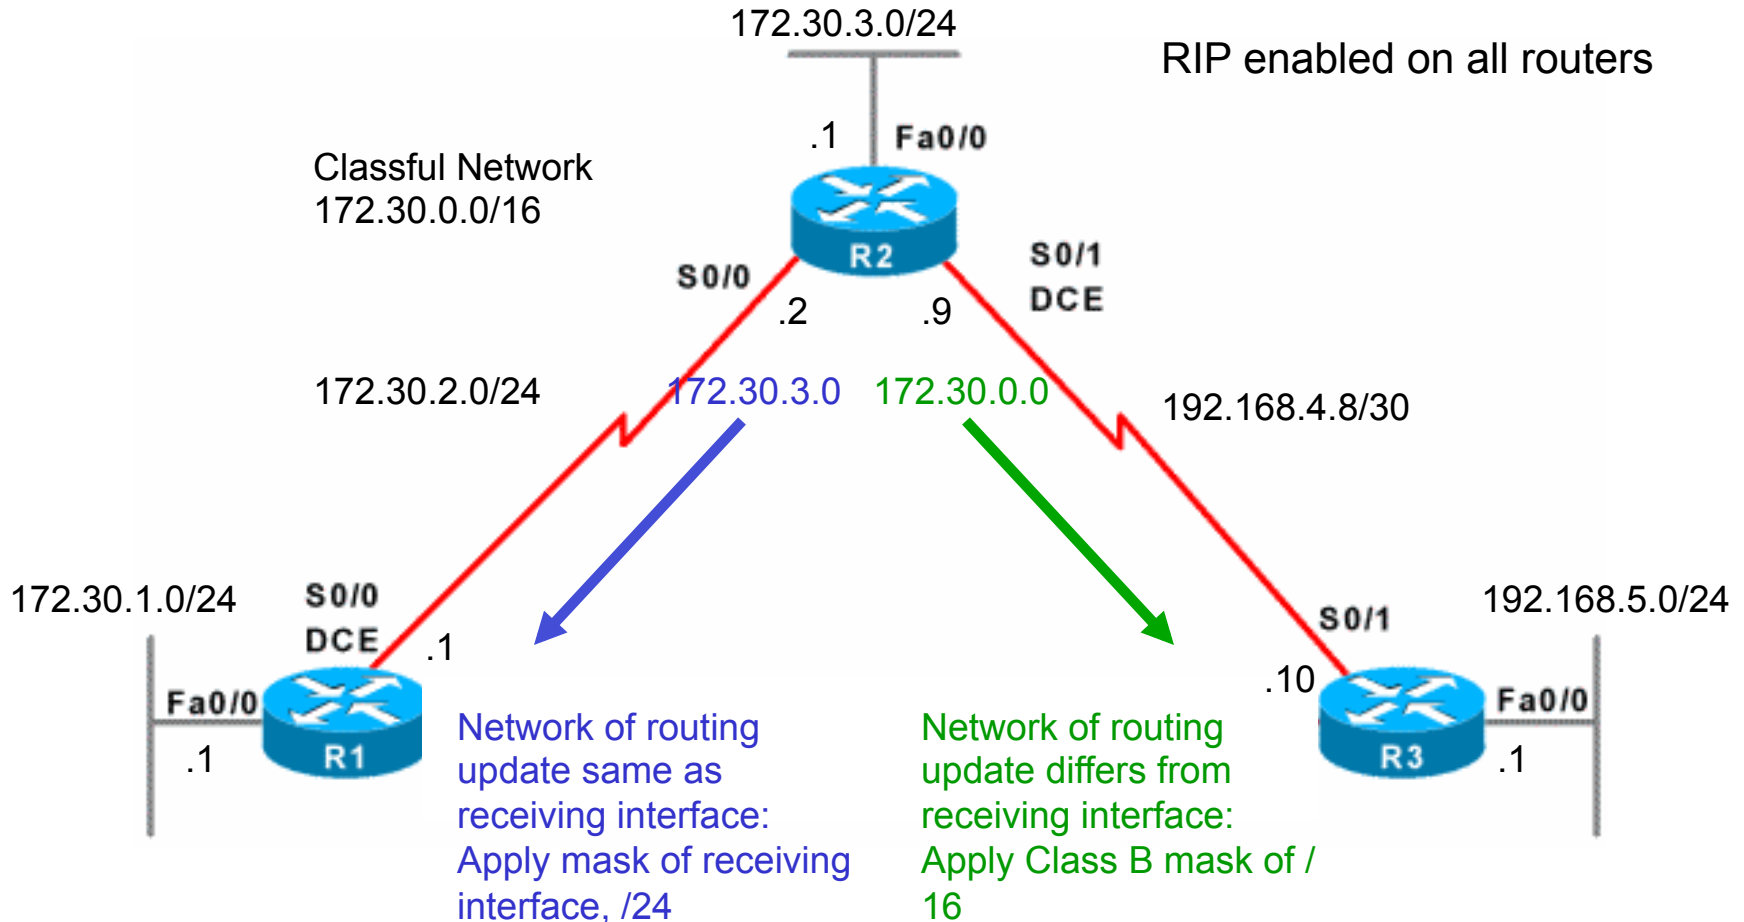 172.30.3.0/24
RIP enabled on all routers
.1
Fa0/0
Classful Network
172.30.0.0/16
R2
S0/0
S0/1
DCE
.2
.9
172.30.2.0/24
172.30.3.0
172.30.0.0
192.168.4.8/30
172.30.1.0/24
S0/0
DCE
.1
192.168.5.0/24
S0/1
.10
Fa0/0
R1
.1
Fa0/0
R3
.1
Network of routing
update same as
receiving interface:
Apply mask of receiving
interface, /24
Network of routing
update differs from
receiving interface:
Apply Class B mask of /
16